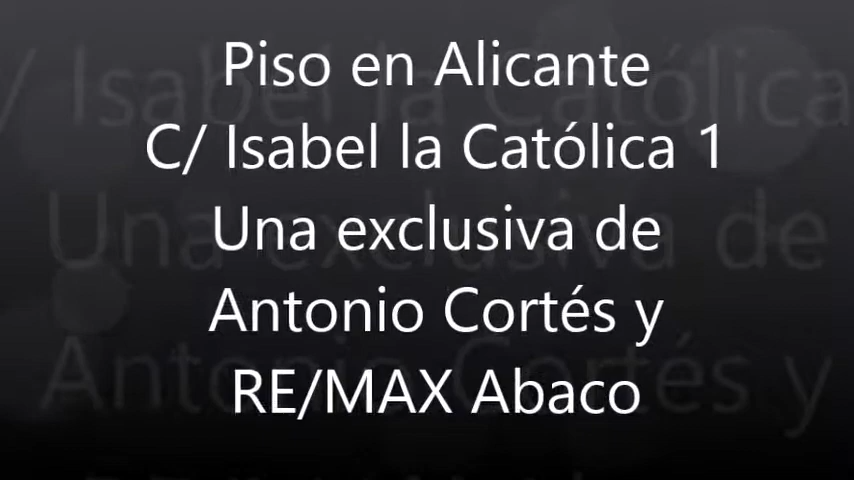 Piso en Alicante
C/ Isabel la Católica 1
Una exclusiva de
Antonio Cortés y
RE/MAX Abaco